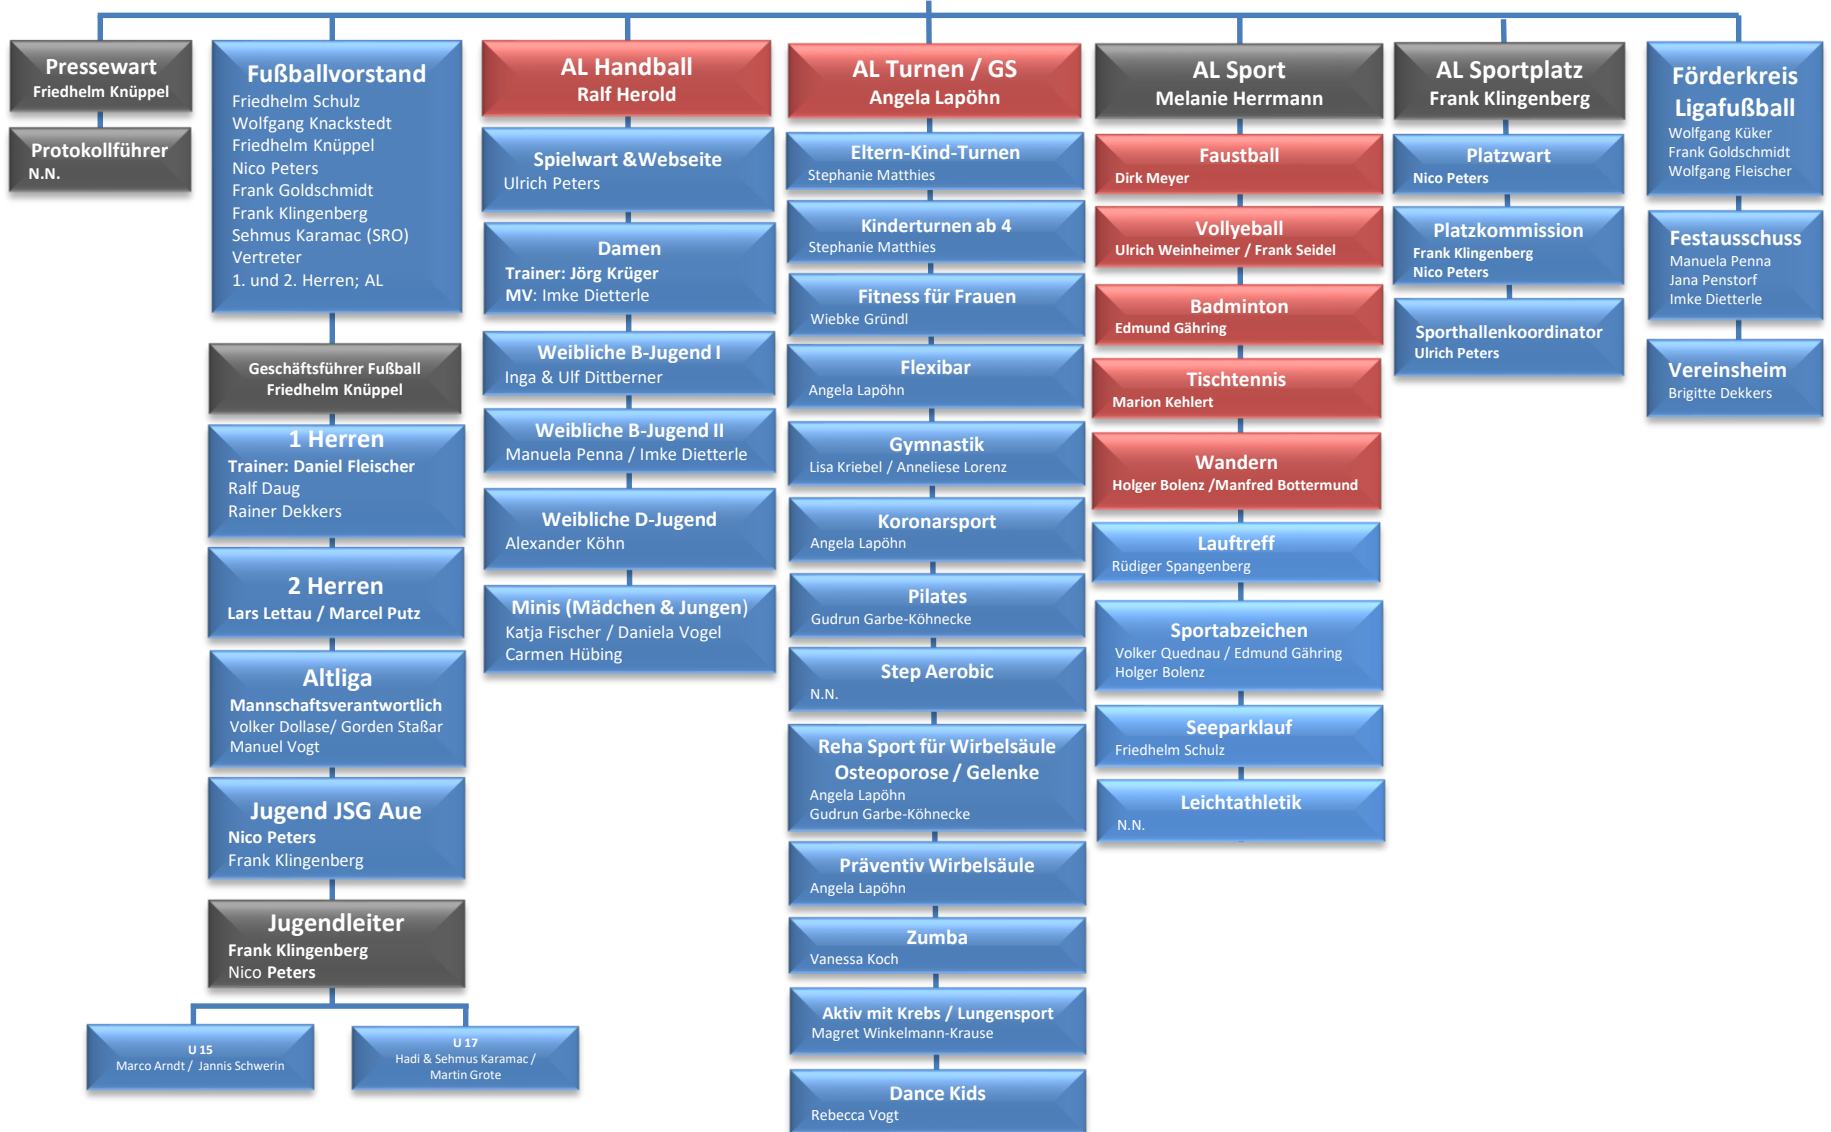 Pressewart
Friedhelm Knüppel
Protokollführer
N.N.
Fußballvorstand
Friedhelm Schulz
Wolfgang Knackstedt
Friedhelm Knüppel
Nico Peters
Frank Goldschmidt
Frank Klingenberg
Sehmus Karamac (SRO)
Vertreter
1. und 2. Herren; AL
Geschäftsführer Fußball
Friedhelm Knüppel
1 Herren
Trainer: Daniel Fleischer
Ralf Daug
Rainer Dekkers
2 Herren
Lars Lettau / Marcel Putz
Altliga
Mannschaftsverantwortlich
Volker Dollase/ Gorden Staßar
Manuel Vogt
Jugend JSG Aue
Nico Peters
Frank Klingenberg
Jugendleiter
Frank Klingenberg
Nico Peters
U 15
Marco Arndt / Jannis Schwerin
U 17
Hadi & Sehmus Karamac /
Martin Grote
AL Handball
Ralf Herold
Spielwart &Webseite
Ulrich Peters
Damen
Trainer: Jörg Krüger
MV: Imke Dietterle
Weibliche B-Jugend I
Inga & Ulf Dittberner
Weibliche B-Jugend II
Manuela Penna / Imke Dietterle
Weibliche D-Jugend
Alexander Köhn
Minis (Mädchen & Jungen)
Katja Fischer / Daniela Vogel
Carmen Hübing
AL Turnen / GS
Angela Lapöhn
Eltern-Kind-Turnen
Stephanie Matthies
Kinderturnen ab 4
Stephanie Matthies
Fitness für Frauen
Wiebke Gründl
Flexibar
Angela Lapöhn
Gymnastik
Lisa Kriebel / Anneliese Lorenz
Koronarsport
Angela Lapöhn
Pilates
Gudrun Garbe-Köhnecke
Step Aerobic
N.N.
Reha Sport für Wirbelsäule
Osteoporose / Gelenke
Angela Lapöhn
Gudrun Garbe-Köhnecke
Präventiv Wirbelsäule
Angela Lapöhn
Zumba
Vanessa Koch
Aktiv mit Krebs / Lungensport
Magret Winkelmann-Krause
Dance Kids
Rebecca Vogt
AL Sport
Melanie Herrmann
Faustball
Dirk Meyer
Vollyeball
Ulrich Weinheimer / Frank Seidel
Badminton
Edmund Gähring
Tischtennis
Marion Kehlert
Wandern
Holger Bolenz /Manfred Bottermund
Lauftreff
Rüdiger Spangenberg
Sportabzeichen
Volker Quednau / Edmund Gähring
Holger Bolenz
Seeparklauf
Friedhelm Schulz
Leichtathletik
N.N.
AL Sportplatz
Frank Klingenberg
Platzwart
Nico Peters
Platzkommission
Frank Klingenberg
Nico Peters
Sporthallenkoordinator
Ulrich Peters
Förderkreis
Ligafußball
Wolfgang Küker
Frank Goldschmidt
Wolfgang Fleischer
Festausschuss
Manuela Penna
Jana Penstorf
Imke Dietterle
Vereinsheim
Brigitte Dekkers